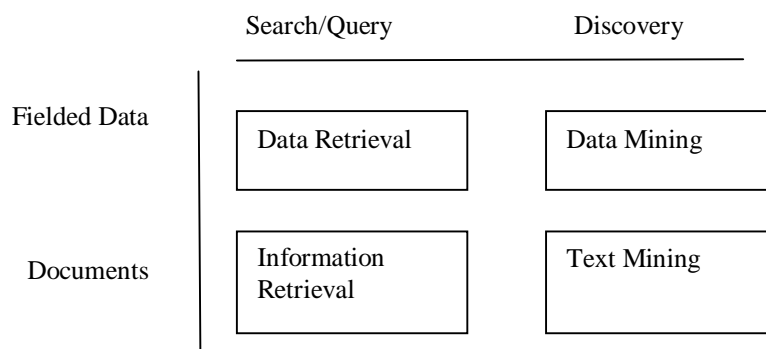 Search/Query Discovery
Fielded Data
Data Retrieval
Data Mining
Documents
Information
Retrieval
Text Mining